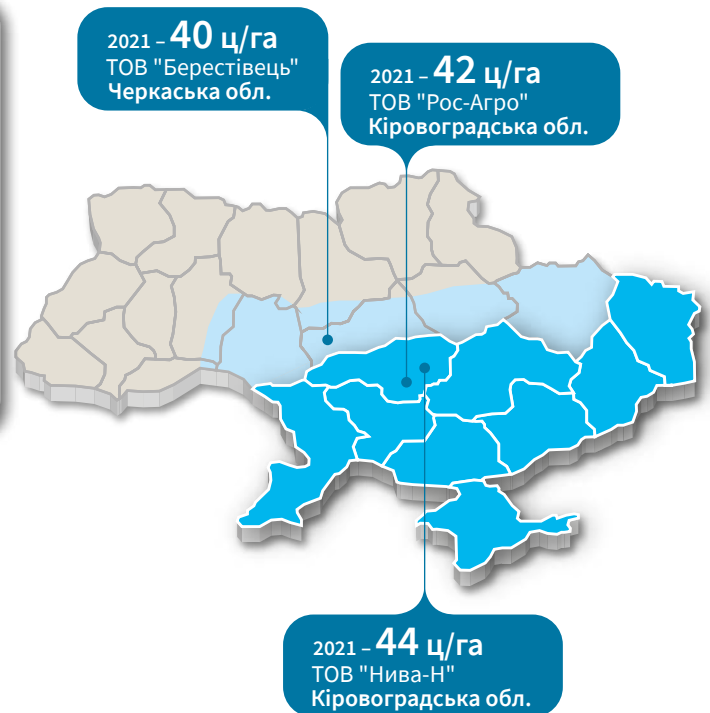 2021 – 40 ц/га
ТОВ "Берестівець"
Черкаська обл.
2021 – 42 ц/га
ТОВ "Рос-Агро"
Кіровоградська обл.
2021 – 44 ц/га
ТОВ "Нива-Н"
Кіровоградська обл.